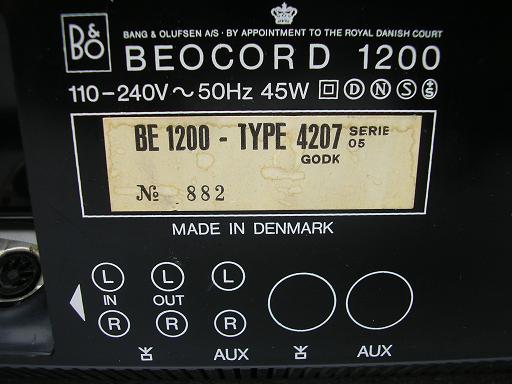 B&O
BANG & OLUFSEN A/S · BY APPOINTMENT TO THE ROYAL DANISH COURT
BEOCORD 1200
110-240V ~ 50Hz 45W D N S S
BE 1200 - TYPE 4207 SERIE 05
GODK
№ 882
MADE IN DENMARK
L L L
IN OUT
R R R
AUX AUX